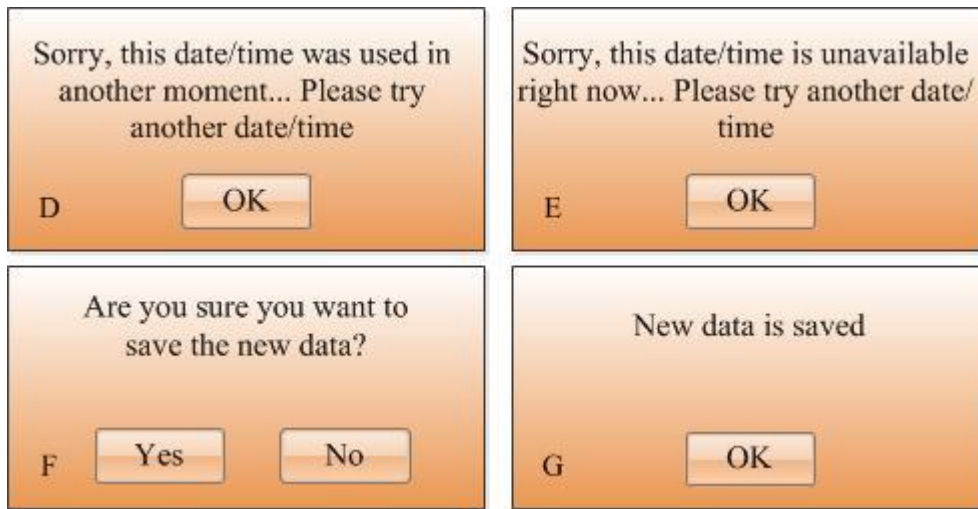 Sorry, this date/time was used in
another moment... Please try
another date/time
D
OK
Sorry, this date/time is unavailable
right now... Please try another date/
time
E
OK
Are you sure you want to
save the new data?
F
Yes
No
New data is saved
G
OK